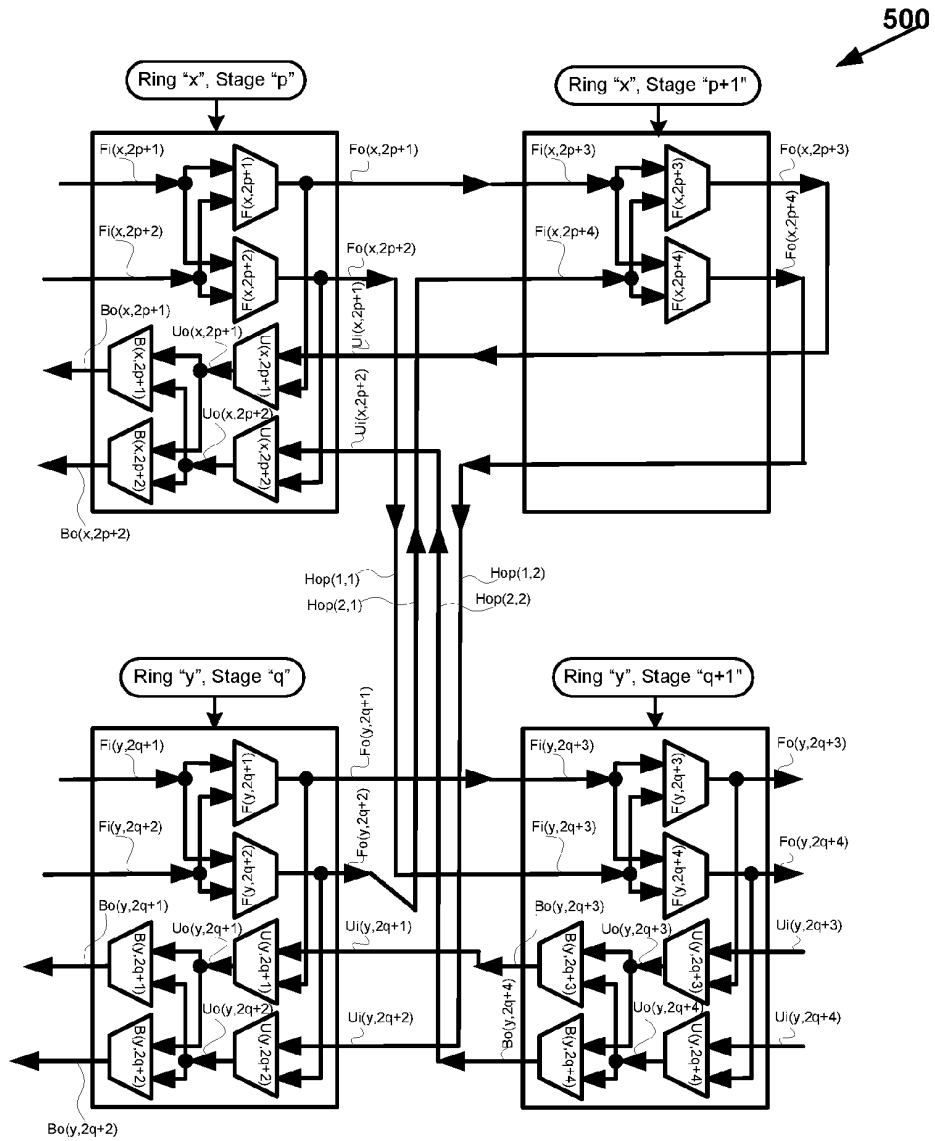 500
Ring “x”, Stage “p”
Ring “x”, Stage “p+1"
Fi(x,2p+1)
Fo(x,2p+1)
Fi(x,2p+3)
Fo(x,2p+3)
F(x,2p+1)
F(x,2p+3)
Fi(x,2p+2)
Fo(x,2p+2)
Fi(x,2p+4)
Fo(x,2p+4)
F(x,2p+2)
F(x,2p+4)
Bo(x,2p+1)
Uo(x,2p+1)
Ui(x,2p+1)
B(x,2p+1)
U(x,2p+1)
Uo(x,2p+2)
Ui(x,2p+2)
B(x,2p+2)
U(x,2p+2)
Bo(x,2p+2)
Hop(1,1)
Hop(1,2)
Hop(2,1)
Hop(2,2)
Ring “y”, Stage “q”
Ring “y”, Stage “q+1"
Fi(y,2q+1)
Fo(y,2q+1)
Fi(y,2q+3)
Fo(y,2q+3)
F(y,2q+1)
F(y,2q+3)
Fi(y,2q+2)
Fo(y,2q+2)
Fi(y,2q+3)
Fo(y,2q+4)
F(y,2q+2)
F(y,2q+4)
Bo(y,2q+1)
Uo(y,2q+1)
Ui(y,2q+1)
Bo(y,2q+3)
Uo(y,2q+3)
Ui(y,2q+3)
B(y,2q+1)
U(y,2q+1)
B(y,2q+3)
U(y,2q+3)
Uo(y,2q+2)
Ui(y,2q+2)
Bo(y,2q+4)
Uo(y,2q+4)
Ui(y,2q+4)
B(y,2q+2)
U(y,2q+2)
B(y,2q+4)
U(y,2q+4)
Bo(y,2q+2)